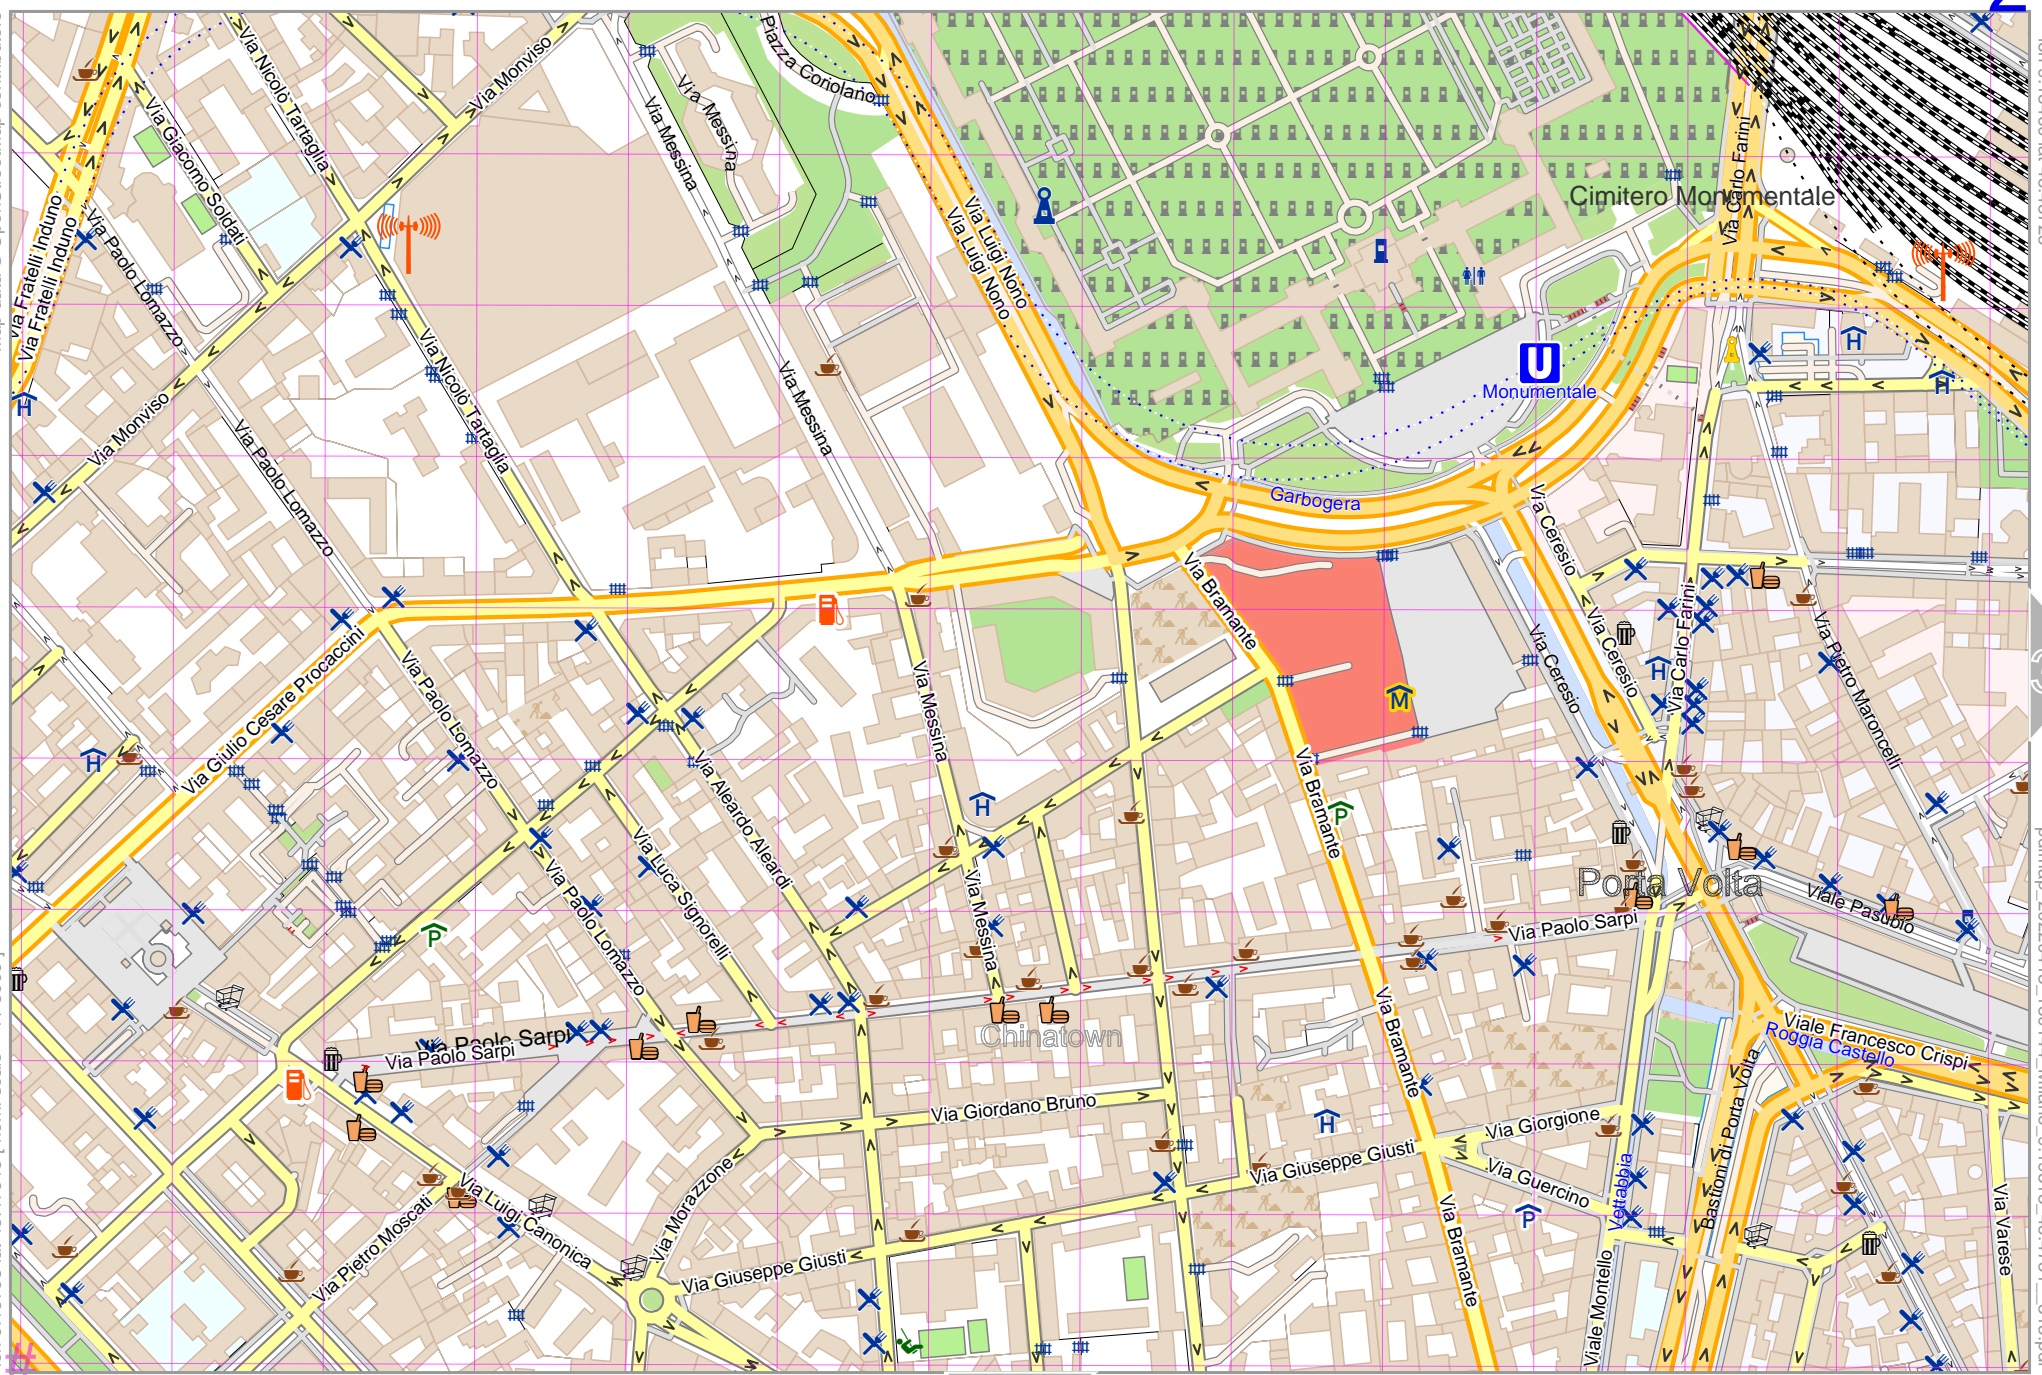 Piazza Coriolano
Via Nicolò Tartaglia
Via Monviso
Via Messina
Via Messina
Via Giacomo Soldati
Via Carlo Farini
Cimitero Monumentale
Via Fratelli Induno
Via Fratelli Induno
Via Paolo Lomazzo
Via Luigi Nono
Via Luigi Nono
U
Monumentale
H
H
H
Via Nicolò Tartaglia
Via Messina
Via Monviso
Via Paolo Lomazzo
Garbogera
Via Ceresio
Via Bramante
Via Ceresio
Via Ceresio
Via Carlo Farini
Via Pietro Maroncelli
H
Via Giulio Cesare Procaccini
Via Paolo Lomazzo
Via Messina
M
H
Via Aleardo Aleardi
H
Via Bramante
P
Via Luca Signorelli
Via Paolo Lomazzo
Via Messina
Porta Volta
Viale Pasubio
Via Paolo Sarpi
P
Via Bramante
Chinatown
Via Paolo Sarpi
Via Paolo Sarpi
Viale Francesco Crispi
Roggia Castello
Via Giordano Bruno
H
Via Giorgione
Via Giuseppe Giusti
Via Guercino
Vettabbia
Bastioni di Porta Volta
Via Varese
Via Morazzone
Via Luigi Canonica
Via Pietro Moscati
P
Via Giuseppe Giusti
Via Bramante
Viale Montello
#